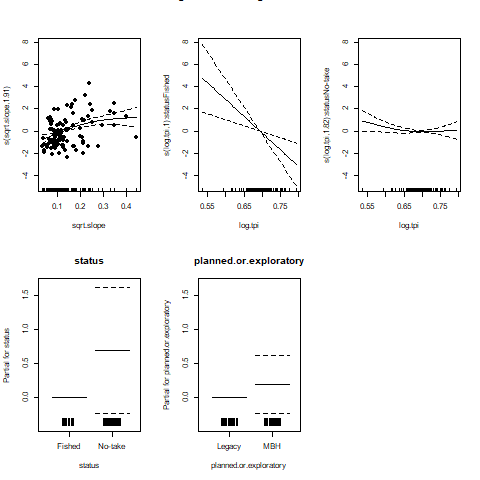 s(sqrt.slope,1.91)
8
6
4
2
0
-2
-4
0.1 0.2 0.3 0.4
sqrt.slope
s(log.tpi,1):statusFished
8
6
4
2
0
-2
-4
0.55 0.65 0.75
log.tpi
s(log.tpi,1.82):statusNo-take
8
6
4
2
0
-2
-4
0.55 0.65 0.75
log.tpi
status
Partial for status
1.5
1.0
0.5
0.0
Fished No-take
status
planned.or.exploratory
Partial for planned.or.exploratory
1.5
1.0
0.5
0.0
Legacy MBH
planned.or.exploratory